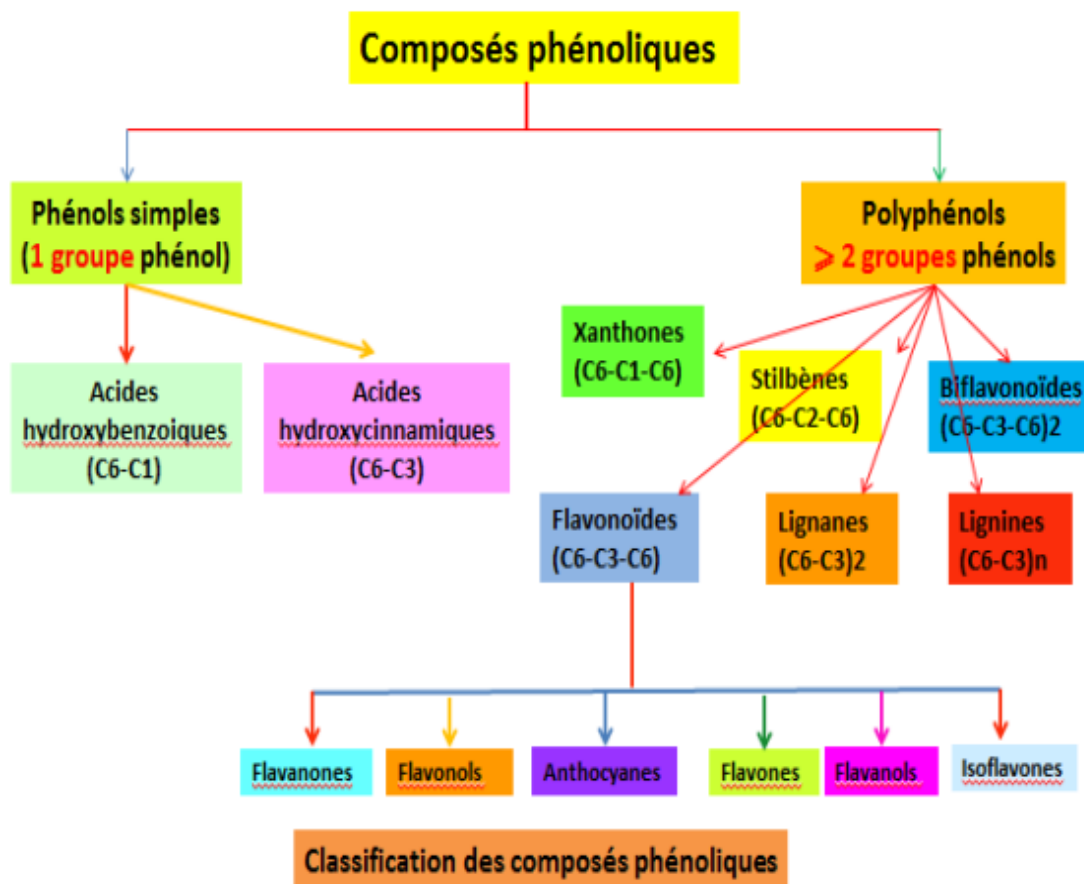 Composés phénoliques
Phénols simples
(1 groupe phénol)
Polyphénols
⩾ 2 groupes phénols
Acides
hydroxybenzoiques
(C6-C1)
Acides
hydroxycinnamiques
(C6-C3)
Xanthones
(C6-C1-C6)
Stilbènes
(C6-C2-C6)
Biflavonoïdes
(C6-C3-C6)2
Flavonoïdes
(C6-C3-C6)
Lignanes
(C6-C3)2
Lignines
(C6-C3)n
Flavanones
Flavonols
Anthocyanes
Flavones
Flavanols
Isoflavones
Classification des composés phénoliques